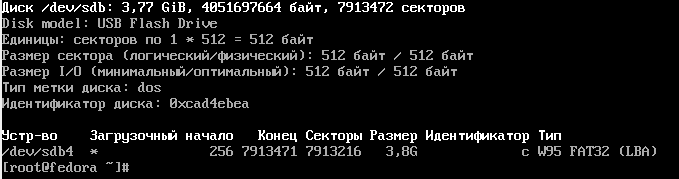 Диск /dev/sdb: 3,77 GiB, 4051697664 байт, 7913472 секторов
Disk model: USB Flash Drive
Единицы: секторов по 1 * 512 = 512 байт
Размер сектора (логический/физический): 512 байт / 512 байт
Размер I/O (минимальный/оптимальный): 512 байт / 512 байт
Тип метки диска: dos
Идентификатор диска: 0xcad4ebea
Устр-во Загрузочный начало Конец Секторы Размер Идентификатор Тип
/dev/sdb4 * 256 7913471 7913216 3,8G c W95 FAT32 (LBA)
[root@fedora ~]#